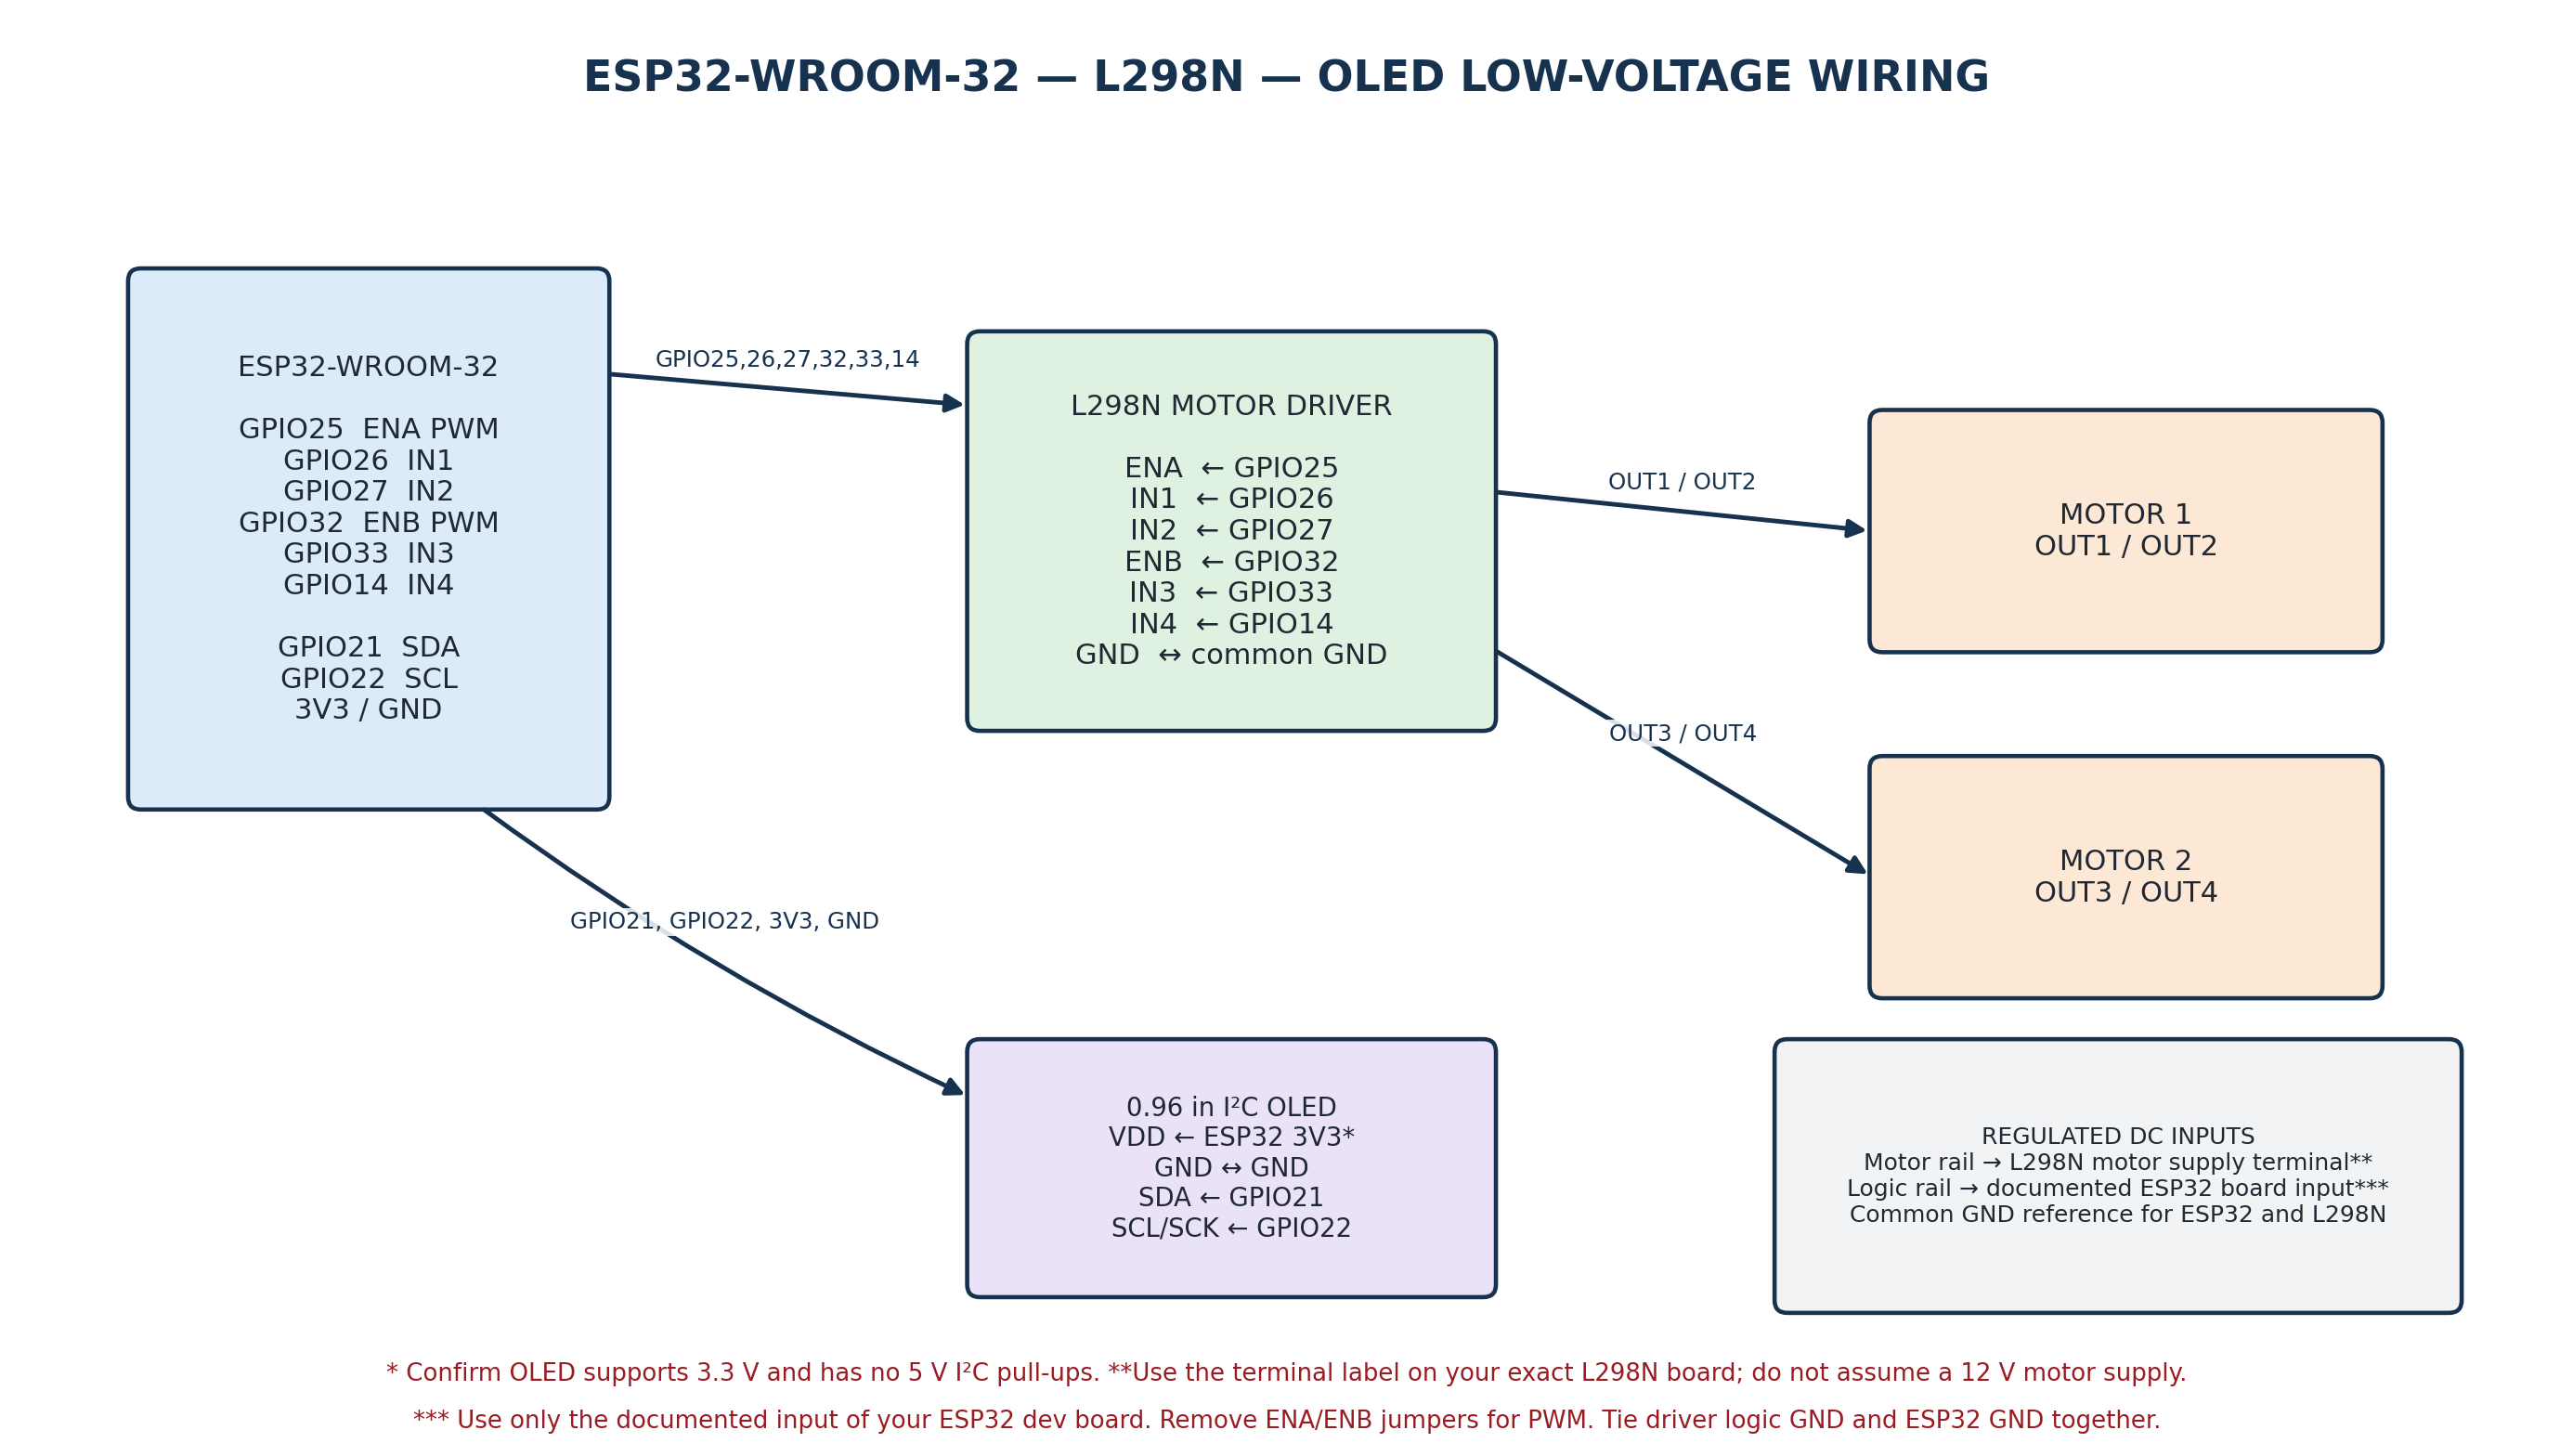 ESP32-WROOM-32 — L298N — OLED LOW-VOLTAGE WIRING
ESP32-WROOM-32
GPIO25  ENA PWM
GPIO26  IN1
GPIO27  IN2
GPIO32  ENB PWM
GPIO33  IN3
GPIO14  IN4
GPIO21  SDA
GPIO22  SCL
3V3 / GND
GPIO25,26,27,32,33,14
L298N MOTOR DRIVER
ENA  ← GPIO25
IN1  ← GPIO26
IN2  ← GPIO27
ENB  ← GPIO32
IN3  ← GPIO33
IN4  ← GPIO14
GND  ↔ common GND
OUT1 / OUT2
MOTOR 1
OUT1 / OUT2
OUT3 / OUT4
MOTOR 2
OUT3 / OUT4
GPIO21, GPIO22, 3V3, GND
0.96 in I²C OLED
VDD ← ESP32 3V3*
GND ↔ GND
SDA ← GPIO21
SCL/SCK ← GPIO22
REGULATED DC INPUTS
Motor rail → L298N motor supply terminal**
Logic rail → documented ESP32 board input***
Common GND reference for ESP32 and L298N
* Confirm OLED supports 3.3 V and has no 5 V I²C pull-ups. **Use the terminal label on your exact L298N board; do not assume a 12 V motor supply.
*** Use only the documented input of your ESP32 dev board. Remove ENA/ENB jumpers for PWM. Tie driver logic GND and ESP32 GND together.